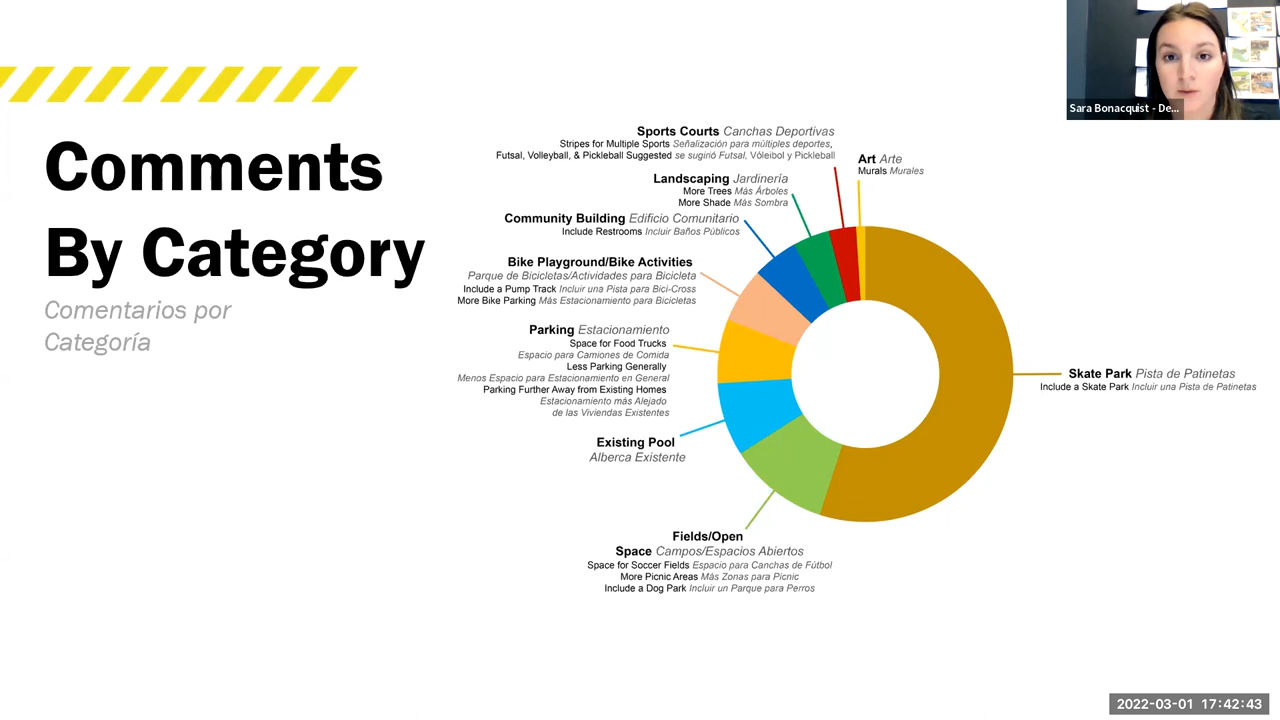 Comments
By Category
Comentarios por
Categoría
Sports Courts Canchas Deportivas
Stripes for Multiple Sports Señalización para múltiples deportes,
Futsal, Volleyball, & Pickleball Suggested se sugirió Futsal, Vóleibol y Pickleball
Art Arte
Murals Murales
Landscaping Jardinería
More Trees Más Árboles
More Shade Más Sombra
Community Building Edificio Comunitario
Include Restrooms Incluir Baños Públicos
Bike Playground/Bike Activities
Parque de Bicicletas/Actividades para Bicicleta
Include a Pump Track Incluir una Pista para Bici-Cross
More Bike Parking Más Estacionamiento para Bicicletas
Parking Estacionamiento
Space for Food Trucks
Espacio para Camiones de Comida
Less Parking Generally
Menos Espacio para Estacionamiento en General
Parking Further Away from Existing Homes
Estacionamiento más Alejado
de las Viviendas Existentes
Existing Pool
Alberca Existente
Fields/Open
Space Campos/Espacios Abiertos
Space for Soccer Fields Espacio para Canchas de Fútbol
More Picnic Areas Más Zonas para Picnic
Include a Dog Park Incluir un Parque para Perros
Skate Park Pista de Patinetas
Include a Skate Park Incluir una Pista de Patinetas
Sara Bonacquist - De...
2022-03-01 17:42:43